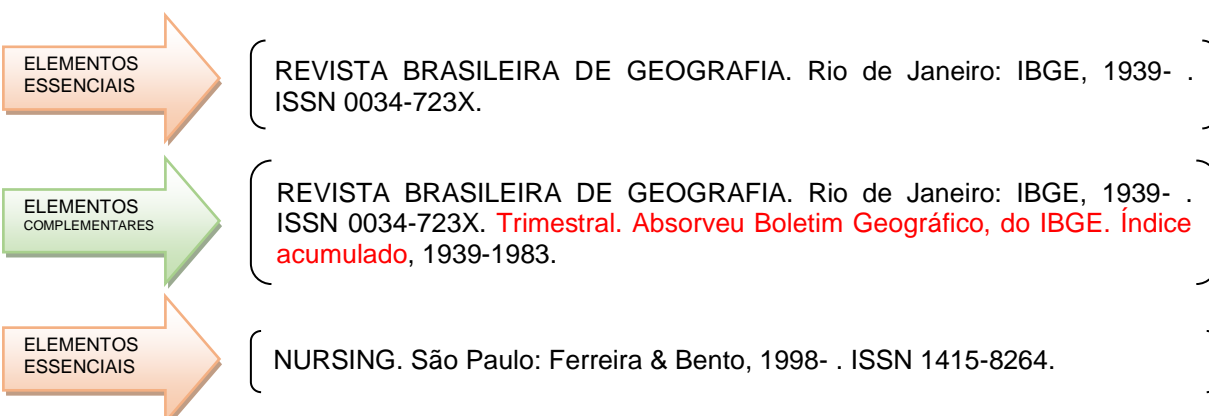 ELEMENTOS
ESSENCIAIS
REVISTA BRASILEIRA DE GEOGRAFIA. Rio de Janeiro: IBGE, 1939- .
ISSN 0034-723X.
ELEMENTOS
COMPLEMENTARES
REVISTA BRASILEIRA DE GEOGRAFIA. Rio de Janeiro: IBGE, 1939- .
ISSN 0034-723X. Trimestral. Absorveu Boletim Geográfico, do IBGE. Índice
acumulado, 1939-1983.
ELEMENTOS
ESSENCIAIS
NURSING. São Paulo: Ferreira & Bento, 1998- . ISSN 1415-8264.